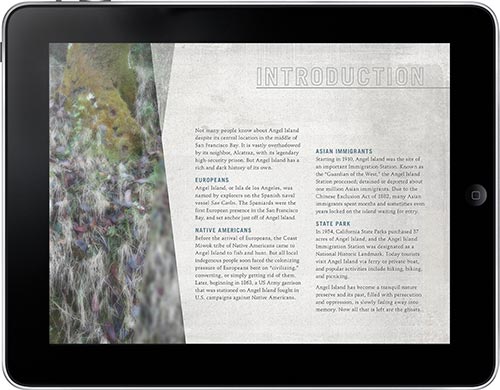 INTRODUCTION
Not many people know about Angel Island
despite its central location in the middle of
San Francisco Bay. It is vastly overshadowed
by its neighbor, Alcatraz, with its legendary
high-security prison. But Angel Island has a
rich and dark history of its own.
EUROPEANS
Angel Island, or Isla de los Angeles, was
named by explorers on the Spanish naval
vessel San Carlos. The Spaniards were the
first European presence in the San Francisco
Bay, and set anchor just off of Angel Island.
NATIVE AMERICANS
Before the arrival of Europeans, the Coast
Miwok tribe of Native Americans came to
Angel Island to fish and hunt. But all local
indigenous people soon faced the colonizing
pressure of Europeans bent on "civilizing,"
converting, or simply getting rid of them.
Later, beginning in 1863, a US Army garrison
that was stationed on Angel Island fought in
U.S. campaigns against Native Americans.
ASIAN IMMIGRANTS
Starting in 1910, Angel Island was the site of
an important Immigration Station. Known as
the "Guardian of the West," the Angel Island
Station processed, detained or deported about
one million Asian immigrants. Due to the
Chinese Exclusion Act of 1882, many Asian
immigrants spent months and sometimes even
years locked on the island waiting for entry.
STATE PARK
In 1954, California State Parks purchased 37
acres of Angel Island, and the Angel Island
Immigration Station was designated as a
National Historic Landmark. Today tourists
visit Angel Island via ferry or private boat,
and popular activities include hiking, biking,
and picnicking.
Angel Island has become a tranquil nature
preserve and its past, filled with persecution
and oppression, is slowly fading away into
memory. Now all that is left are the ghosts.